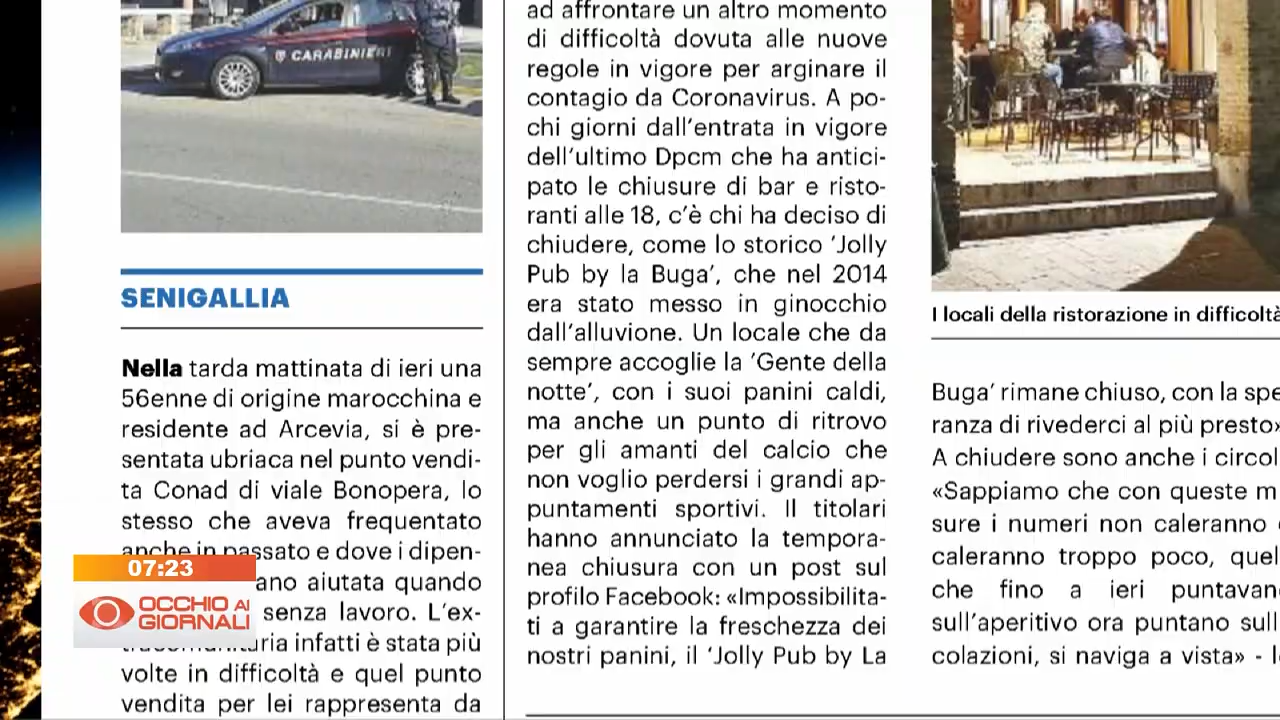 CARABINIERI
SENIGALLIA
Nella tarda mattinata di ieri una
56enne di origine marocchina e
residente ad Arcevia, si è pre-
sentata ubriaca nel punto vendi-
ta Conad di viale Bonopera, lo
stesso che aveva frequentato
anche in passato e dove i dipen-
ano aiutata quando
senza lavoro. L'ex-
infatti è stata più
volte in difficoltà e quel punto
vendita per lei rappresenta da
07:23
OCCHIO AI
GIORNALI
ad affrontare un altro momento
di difficoltà dovuta alle nuove
regole in vigore per arginare il
contagio da Coronavirus. A po-
chi giorni dall'entrata in vigore
dell'ultimo Dpcm che ha antici-
pato le chiusure di bar e risto-
ranti alle 18, c'è chi ha deciso di
chiudere, come lo storico 'Jolly
Pub by la Buga', che nel 2014
era stato messo in ginocchio
dall'alluvione. Un locale che da
sempre accoglie la 'Gente della
notte', con i suoi panini caldi,
ma anche un punto di ritrovo
per gli amanti del calcio che
non voglio perdersi i grandi ap-
puntamenti sportivi. Il titolari
hanno annunciato la tempora-
nea chiusura con un post sul
profilo Facebook: «Impossibilita-
ti a garantire la freschezza dei
nostri panini, il 'Jolly Pub by La
I locali della ristorazione in difficoltà
Buga' rimane chiuso, con la spe
ranza di rivederci al più presto»
A chiudere sono anche i circol
«Sappiamo che con queste m
sure i numeri non caleranno
caleranno troppo poco, quel
che fino a ieri puntavan
sull'aperitivo ora puntano sull
colazioni, si naviga a vista» - l